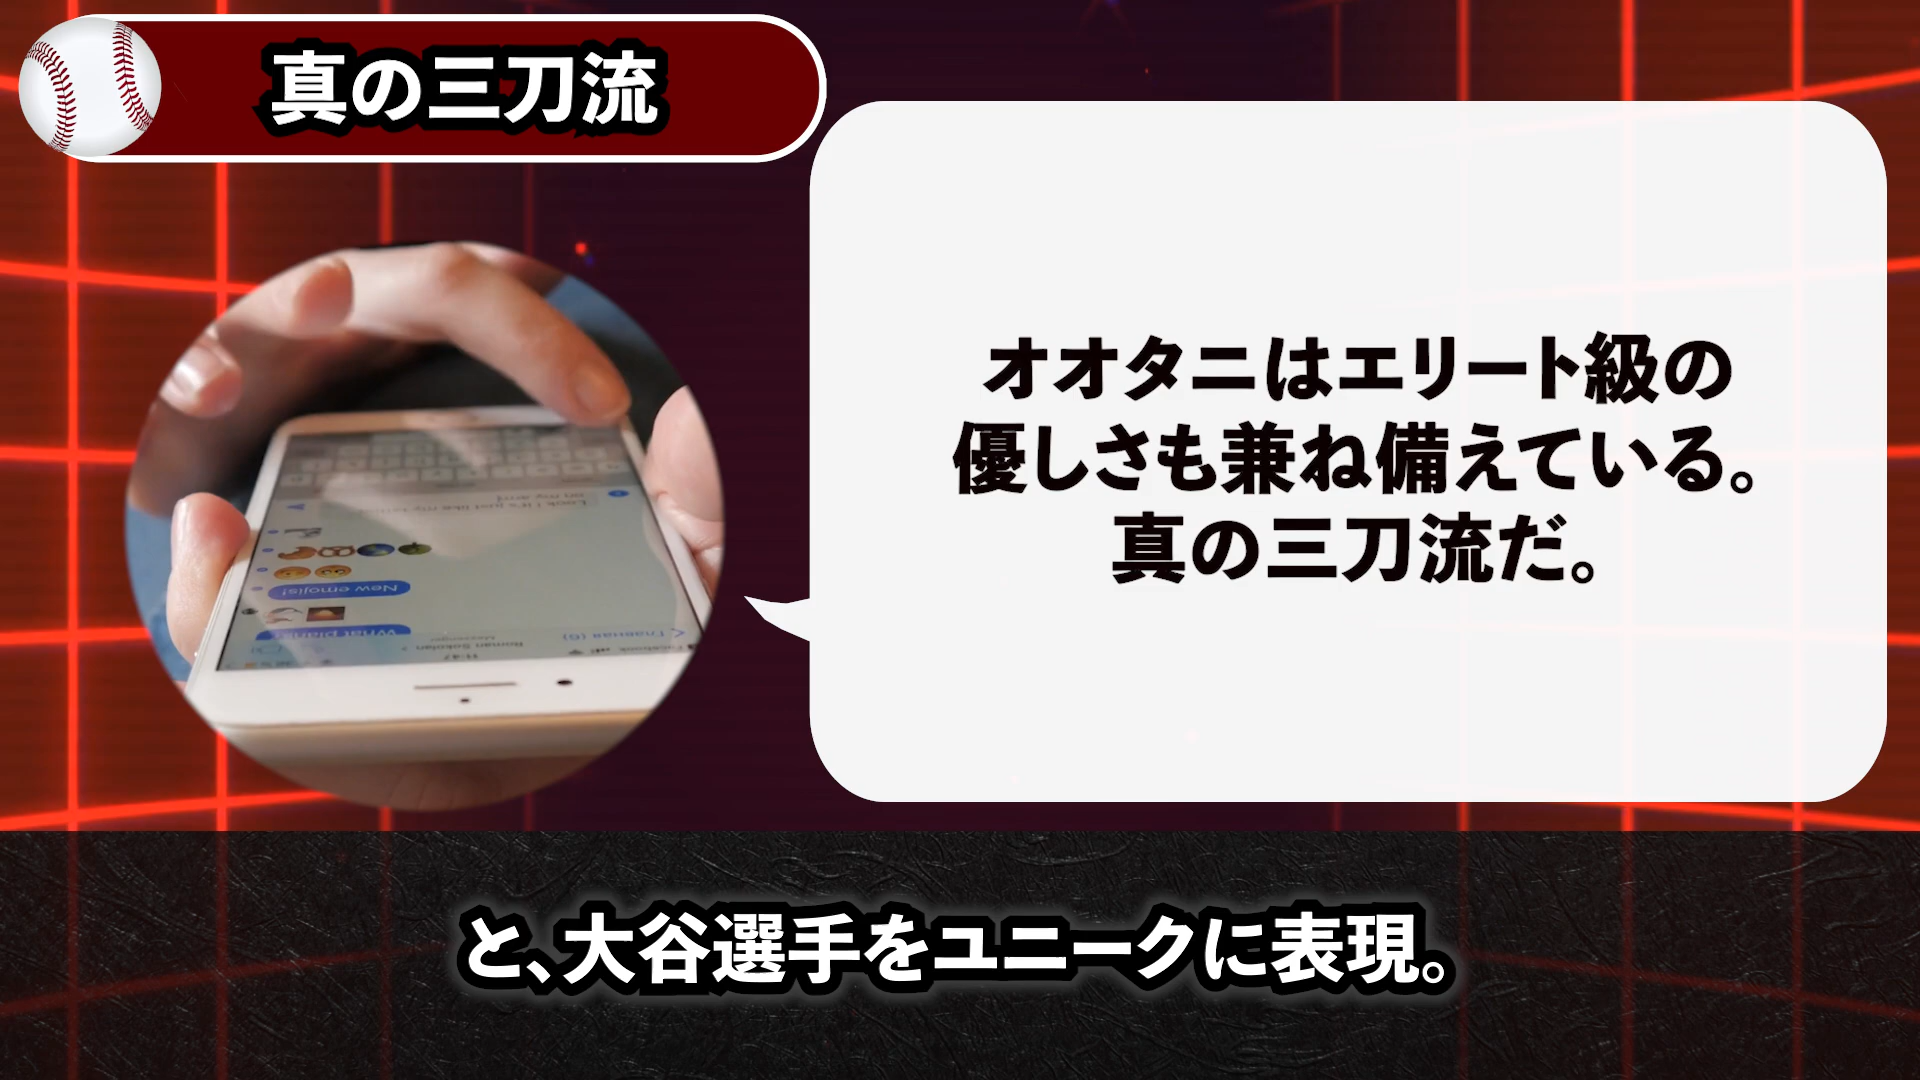 真の三刀流
オオタニはエリート級の
優しさも兼ね備えている。
真の三刀流だ。
New emojis!
What plans
と、大谷選手をユニークに表現。